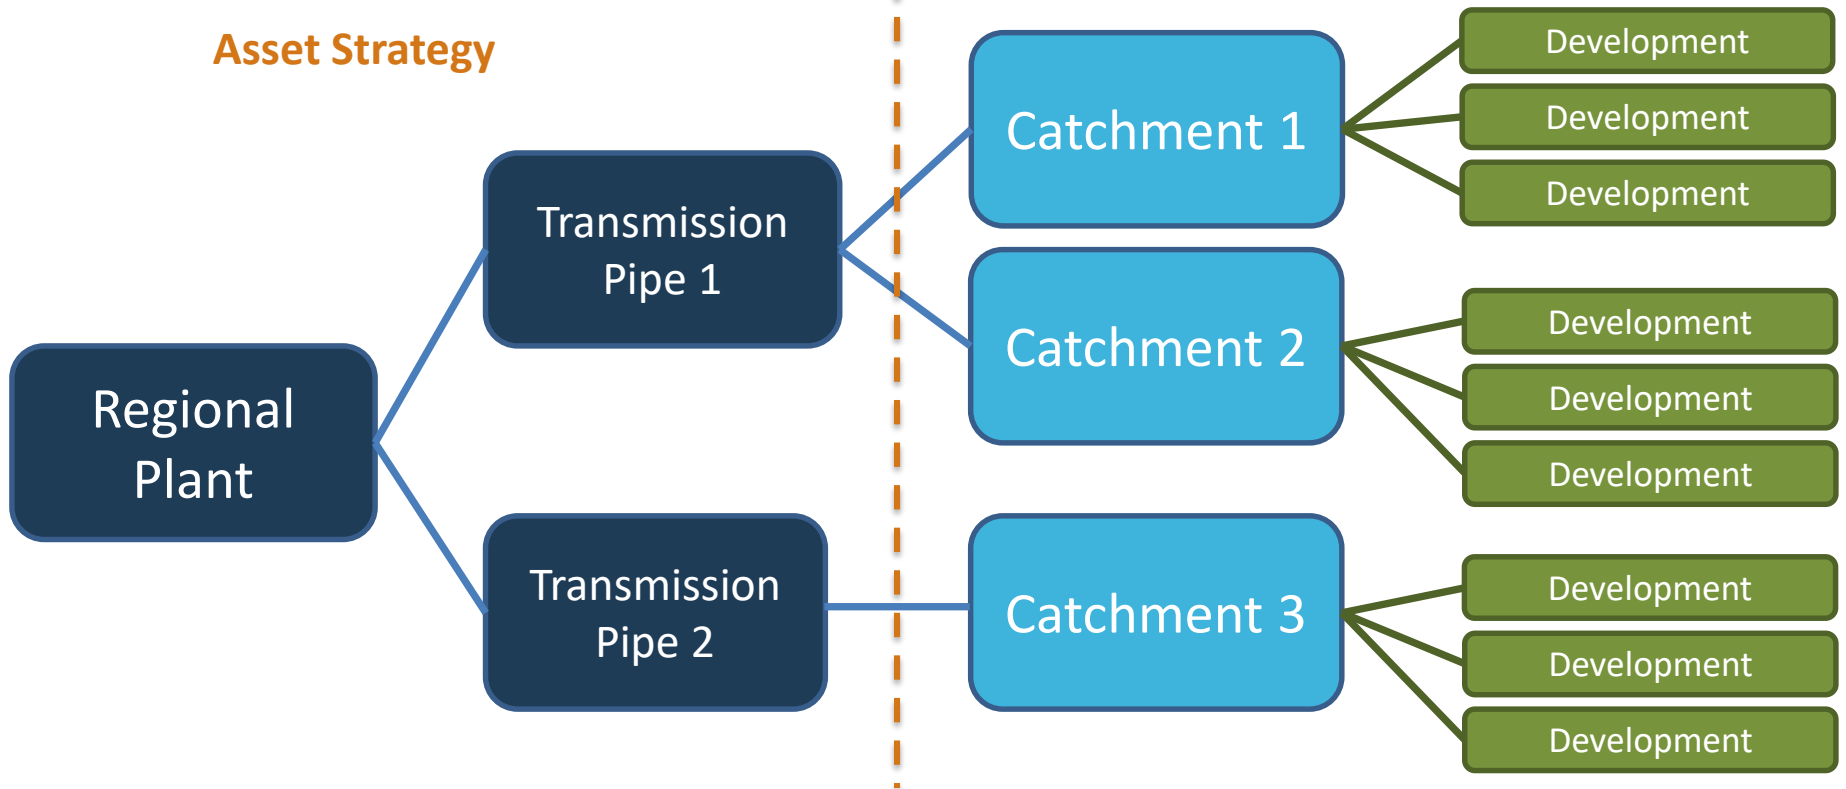 Asset Strategy
Regional
Plant
Transmission
Pipe 1
Transmission
Pipe 2
Catchment 1
Catchment 2
Catchment 3
Development
Development
Development
Development
Development
Development
Development
Development
Development